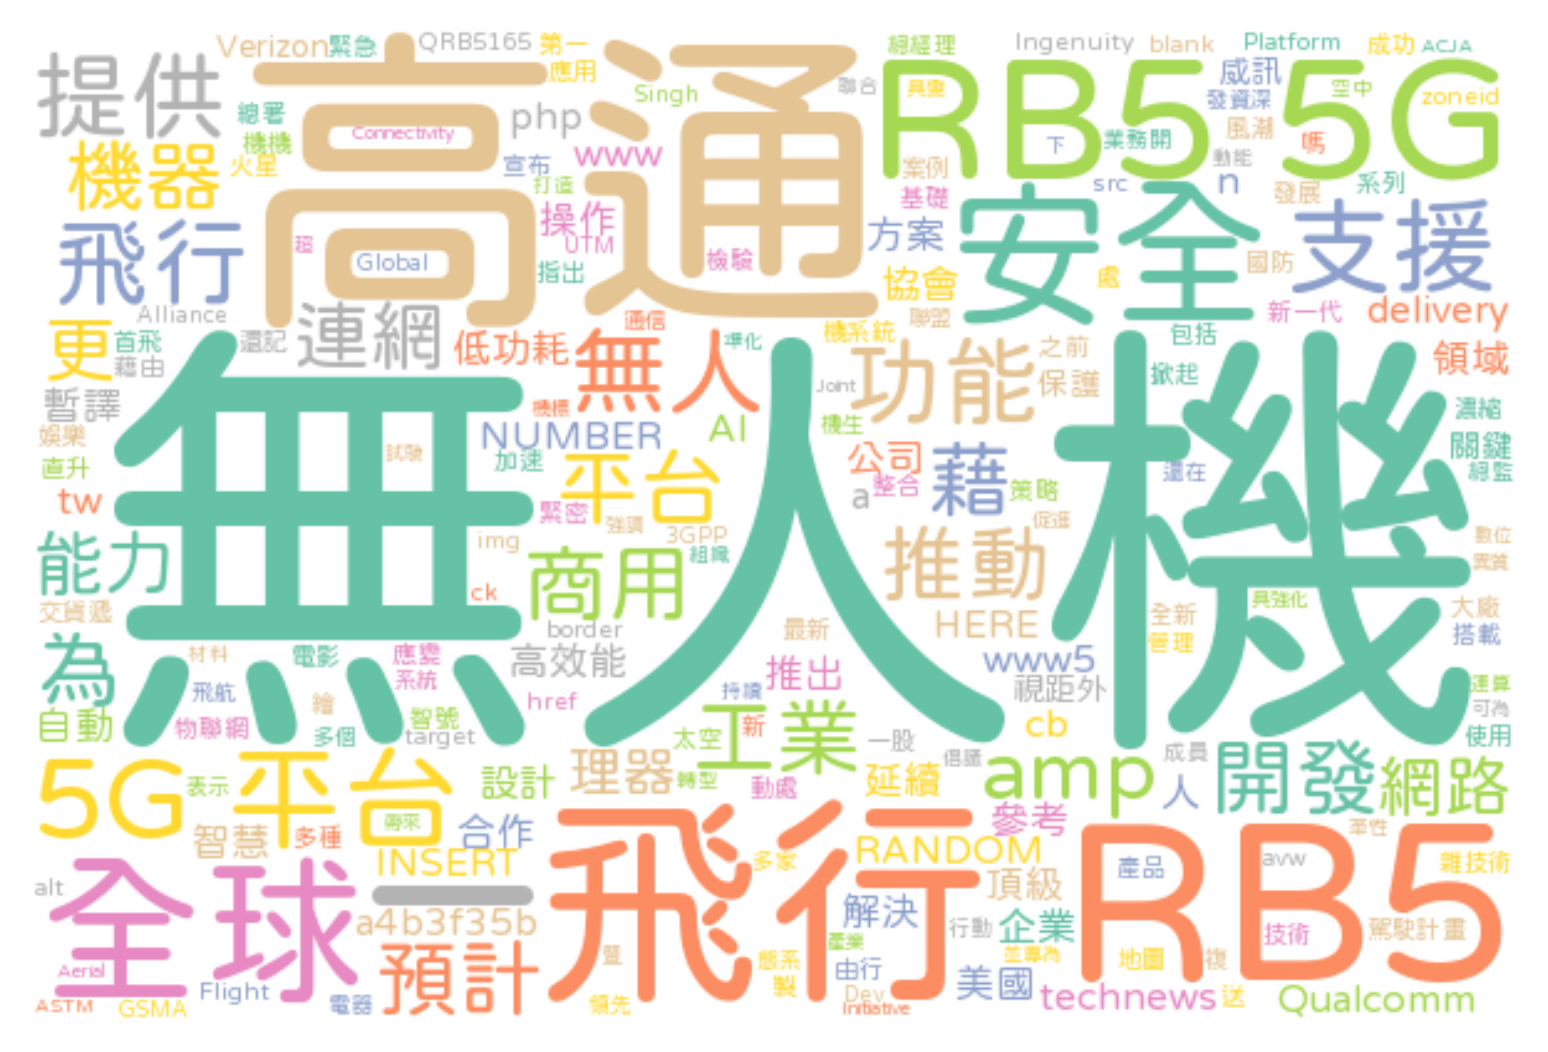 Verizon
緊急
QRB5165
第一
總經理
Ingenuity
blank
Platform
成功
ACJA
提供
高通
應用
聯合
RB5 5G
威訊
空中
zoneid
Singh
具象
發資深
總署
php
風潮
機機
Connectivity
下
業務開
嗎
機器
火星
宣布
www
案例
動能
打造
基礎
src
n
發展
系列
飛行
操作
安全
支援
超
UTM
方案
Global
指出
檢驗
協會
處
國防
Alliance
連網
通信
聯盟
新一代
delivery
更
首飛
還記
低功耗
無人
準化
機系統
包括
藉由
功能
之前
領域
無人機
Joint
保護
掀起
暫譯
機標
機生
濃縮
娛樂
NUMBER
AI
關鍵
試驗
直升
加速
平台
公司
藉
還在
總監
整合
策略
tw
a
緊密
強調
促進
3GPP
數位
能力
img
商用
組織
推動
異質
ck
具強化
交貨遞
HERE
全新
大廠
border
最新
搭載
為
材料
電影
應變
高效能
管理
www5
推出
系統
飛航
持續
視距外
運算
繪
href
可為
自動
物聯網
智號
新
cb
多個
target
太空
工業
一般
使用
成員
5G
平台
表示
設計
理器
轉型
動處
延續
倡議
amp
人
開發
網路
帶來
智慧
多種
合作
飛行
參考
RB5
革性
INSERT
多家
RANDOM
產品
avw
雜技術
alt
全球
一
頂級
a4b3f35b
解決
行動
企業
技術
駕駛計畫
產業
預計
暨
態系
並專為
地圖
複
Aerial
由行
美國
Flight
製
Dev
technews
送
Qualcomm
ASTM
GSMA
電器
領先
Initiative